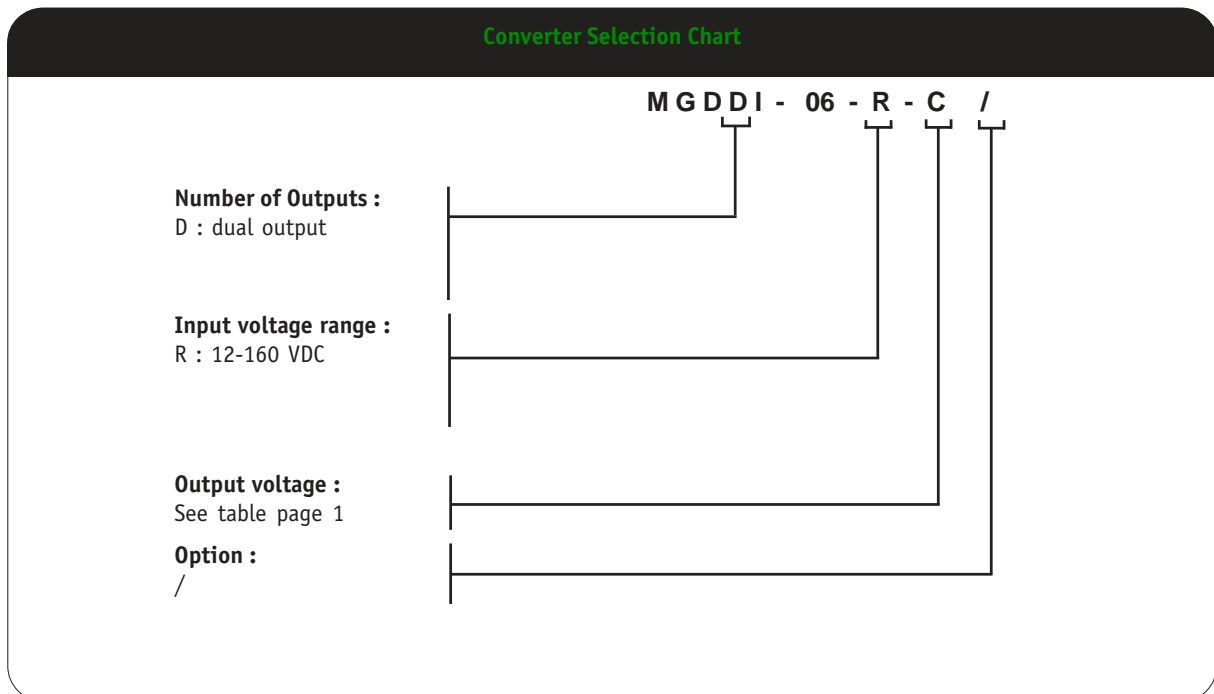 Converter Selection Chart
MGDDI - 06 - R - C /
Number of Outputs :
D : dual output
Input voltage range :
R : 12-160 VDC
Output voltage :
See table page 1
Option :
/